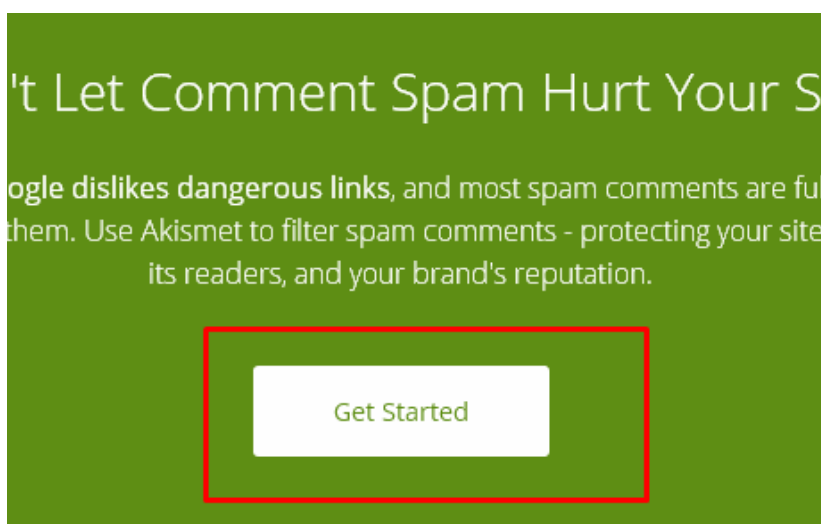 't Let Comment Spam Hurt Your S
ogle dislikes dangerous links, and most spam comments are ful
them. Use Akismet to filter spam comments - protecting your site
its readers, and your brand's reputation.
Get Started